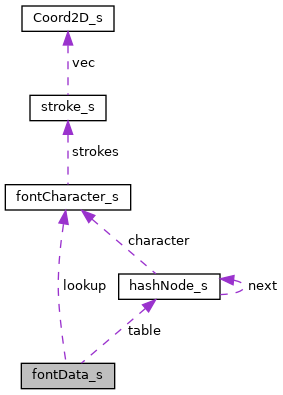 Coord2D_s
vec
stroke_s
strokes
fontCharacter_s
character
lookup
hashNode_s
next
table
fontData_s